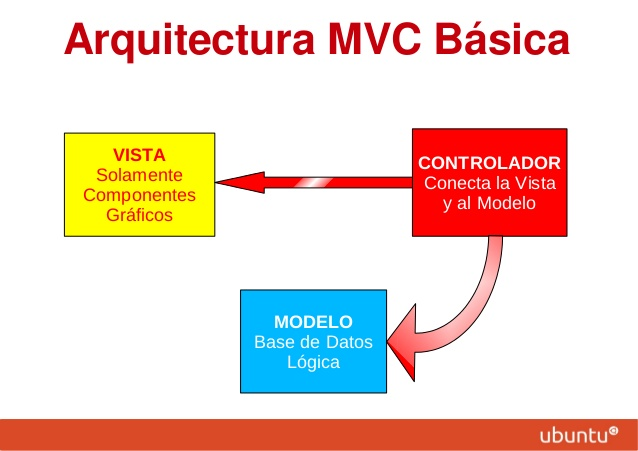 Arquitectura MVC Básica
VISTA
Solamente
Componentes
Gráficos
CONTROLADOR
Conecta la Vista
y al Modelo
MODELO
Base de Datos
Lógica
ubuntu